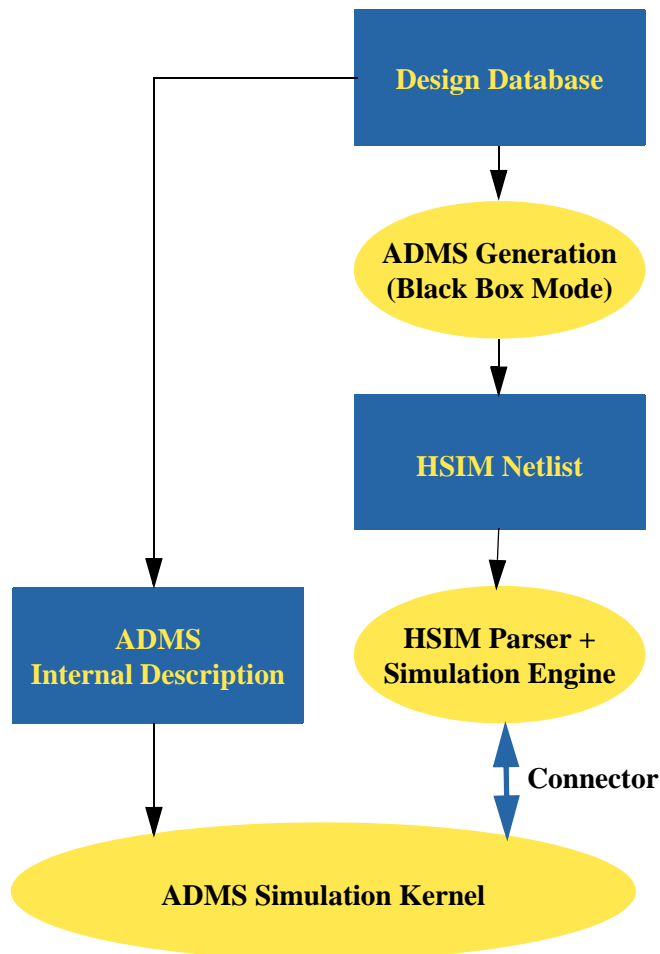 Design Database
ADMS Generation
(Black Box Mode)
HSIM Netlist
ADMS
Internal Description
HSIM Parser +
Simulation Engine
Connector
ADMS Simulation Kernel